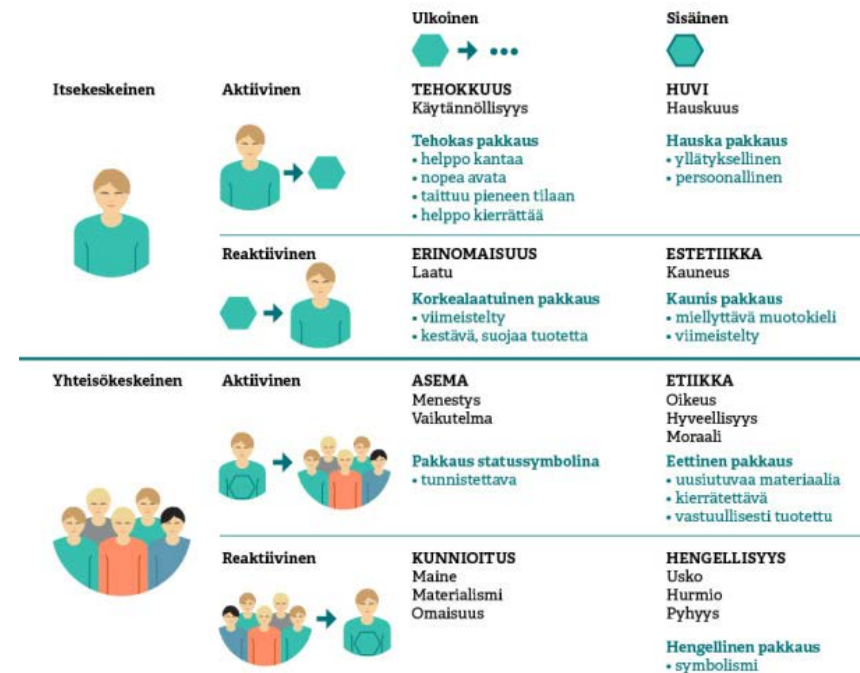 Ulkoinen
Sisäinen
Itsekeskeinen
Aktiivinen
TEHOKKUUS
Käytännöllisyys
Tehokas pakkaus
• helppo kantaa
• nopea avata
• taittuu pieneen tilaan
• helppo kierrättää
HUVI
Hauskuus
Hauska pakkaus
• yllätyksellinen
• persoonallinen
Reaktiivinen
ERINOMAISUUS
Laatu
Korkealaatuinen pakkaus
• viimeistelty
• kestävä, suojaa tuotetta
ESTETIIKKA
Kauneus
Kaunis pakkaus
• miellyttävä muotokieli
• viimeistelty
Yhteisökeskeinen
Aktiivinen
ASEMA
Menestys
Vaikutelma
Pakkaus statussymbolina
• tunnistettava
ETIIKKA
Oikeus
Hyveellisyys
Moraali
Eettinen pakkaus
• uusiutuvaa materiaalia
• kierrätettävä
• vastuullisesti tuotettu
Reaktiivinen
KUNNIOITUS
Maine
Materialismi
Omaisuus
HENGELLISYYS
Usko
Hurmio
Pyhyys
Hengellinen pakkaus
• symbolismi